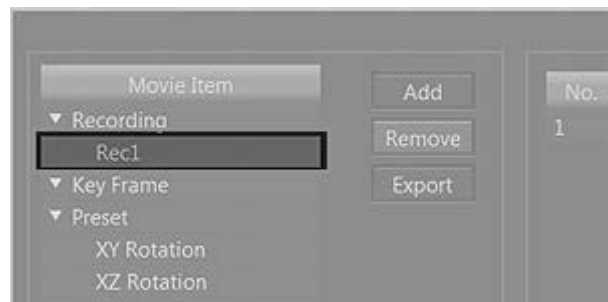 Movie Item
▼ Recording
Rec1
▼ Key Frame
▼ Preset
XY Rotation
XZ Rotation
Add
Remove
Export
No.
1